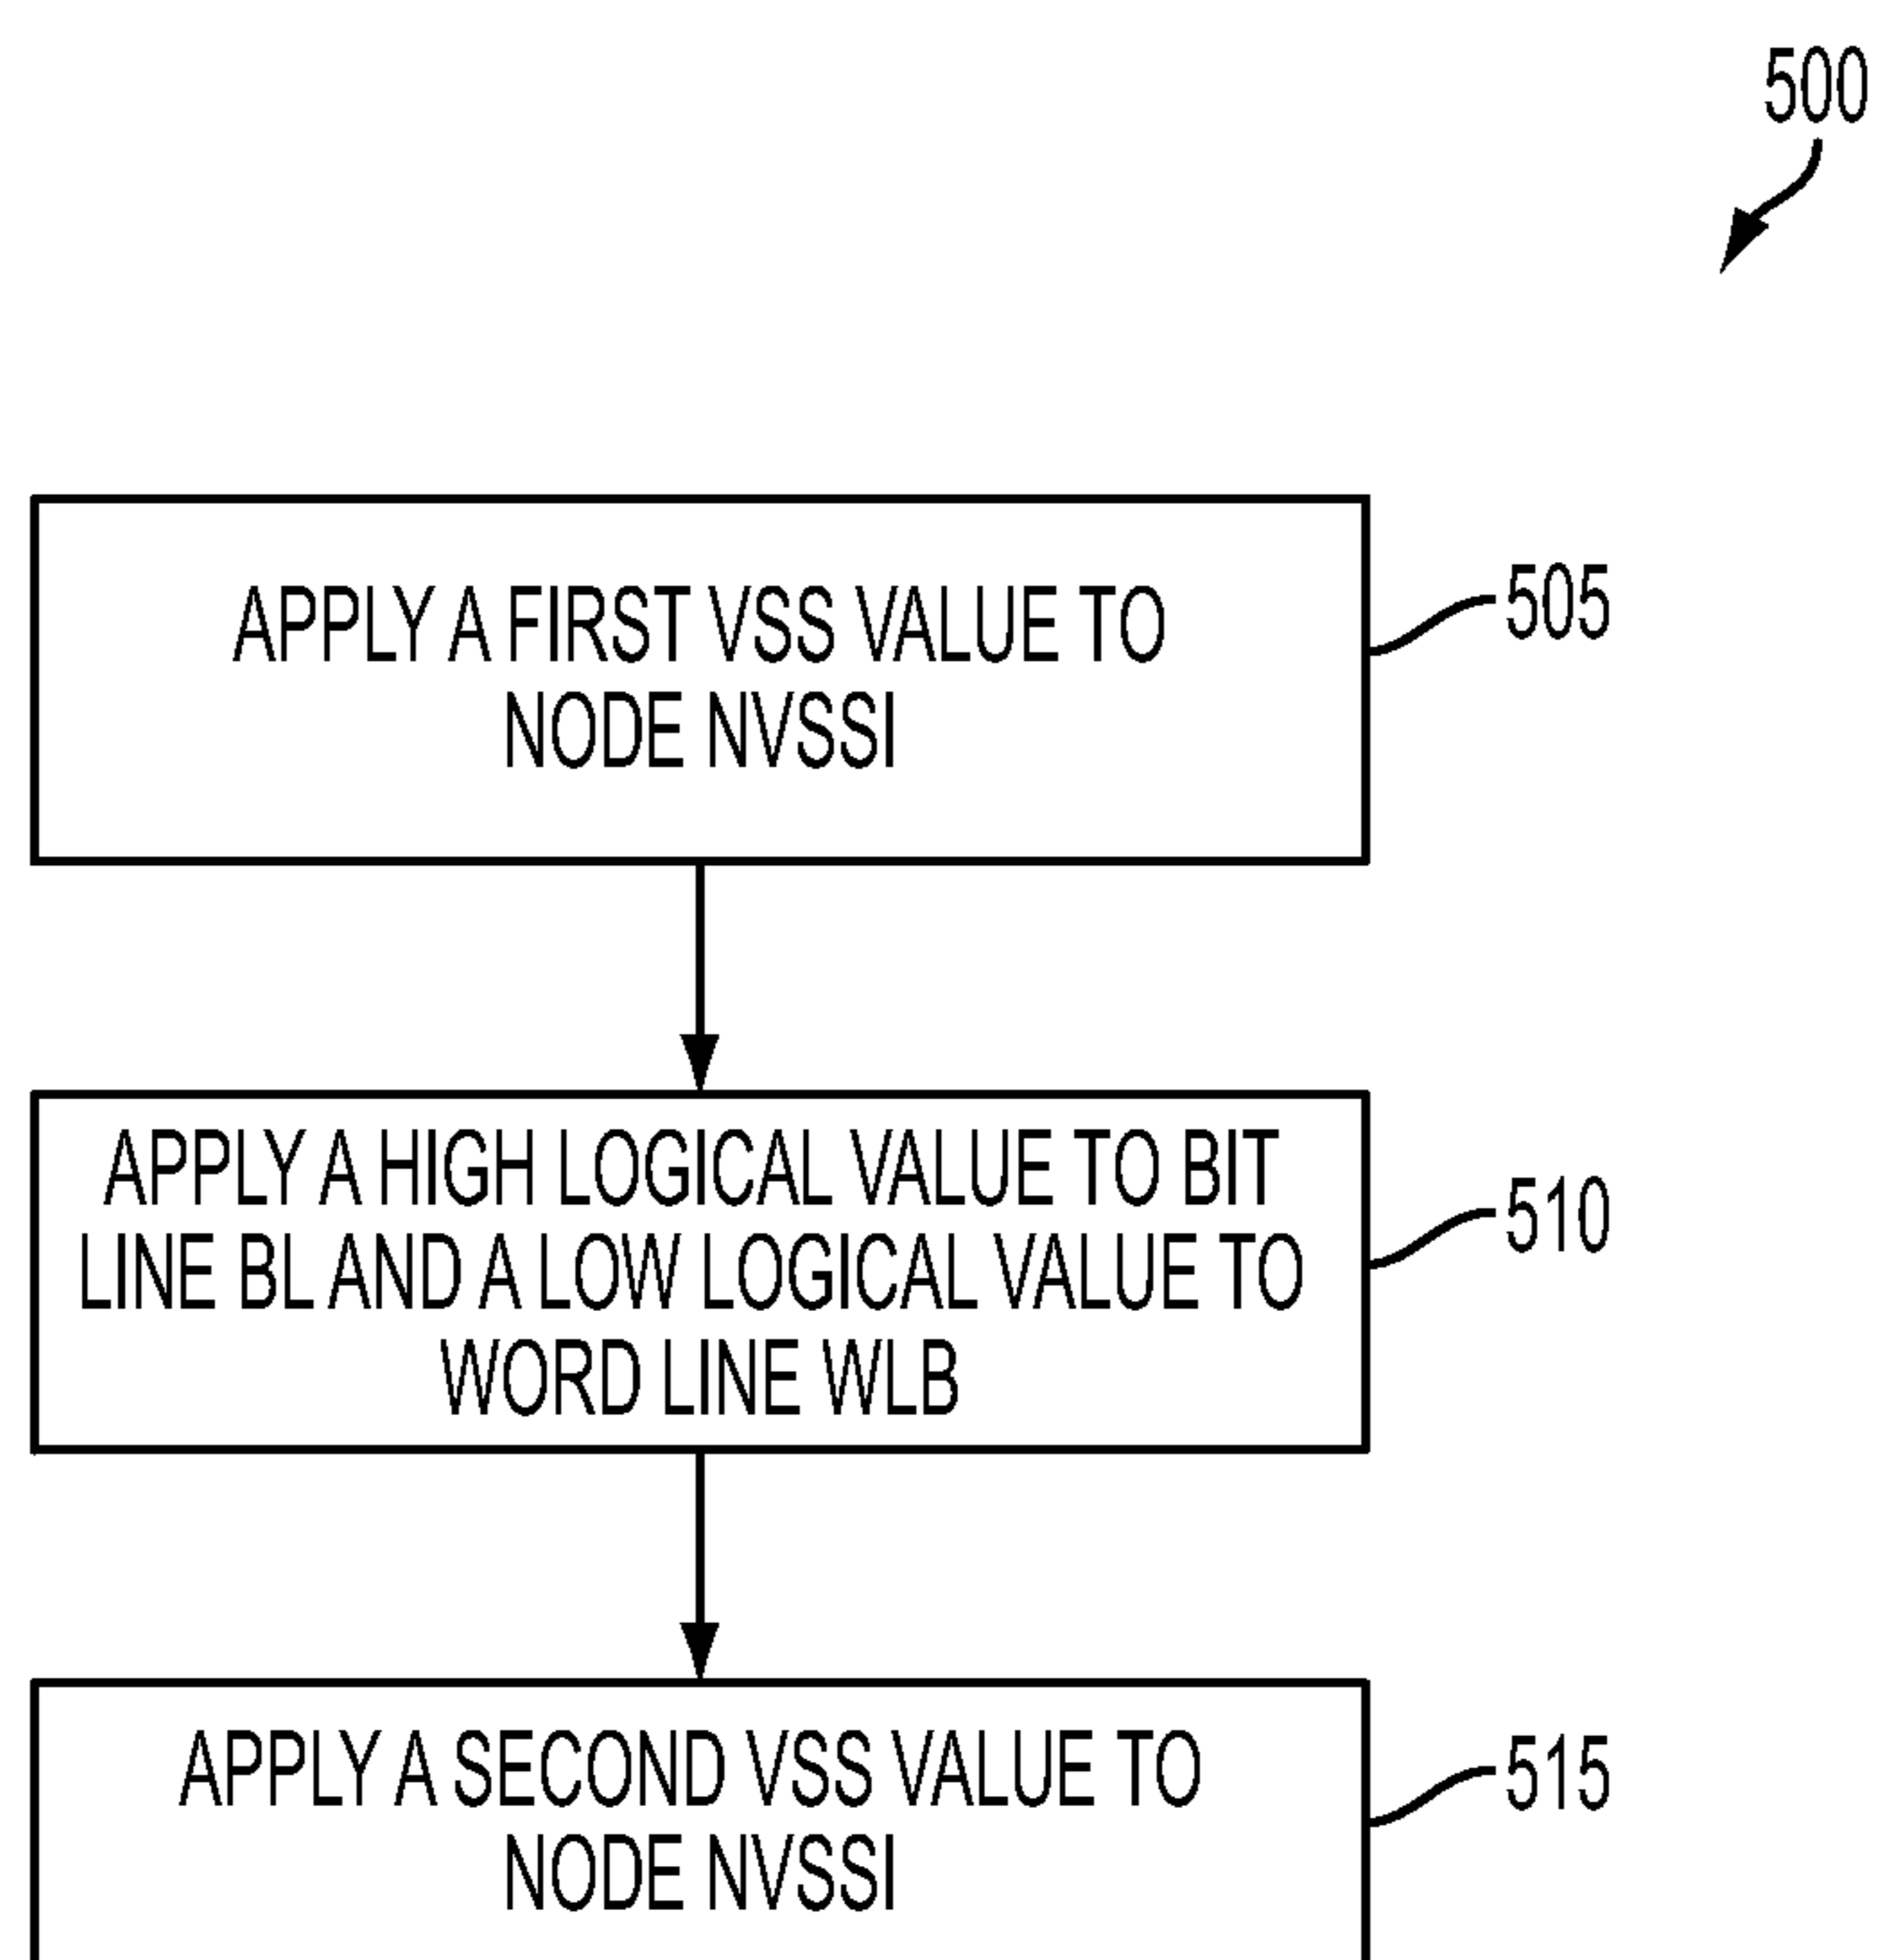 500
APPLY A FIRST VSS VALUE TO
NODE NVSSI
505
APPLY A HIGH LOGICAL VALUE TO BIT
LINE BL AND A LOW LOGICAL VALUE TO
WORD LINE WLB
510
APPLY A SECOND VSS VALUE TO
NODE NVSSI
515